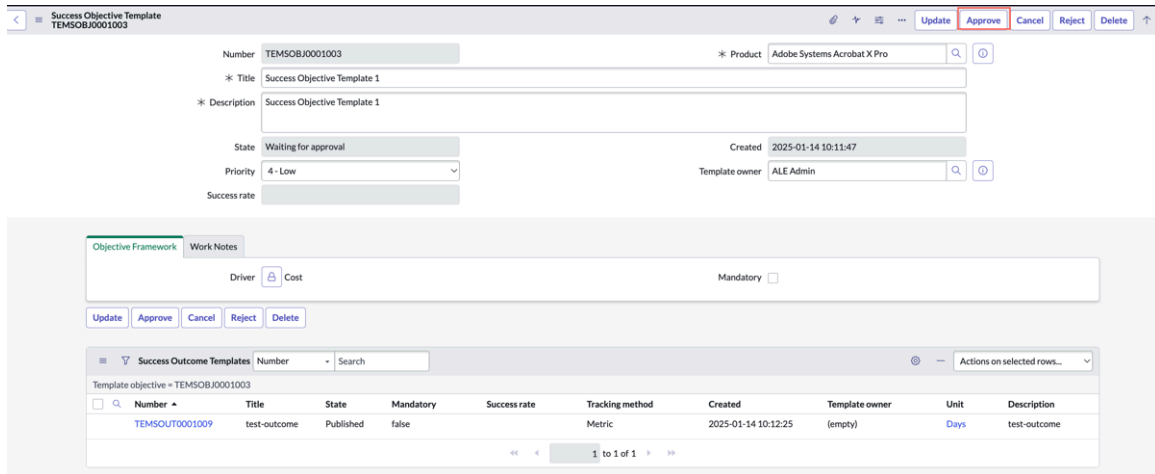 Success Objective Template
TEMSOBJ0001003
Update Approve Cancel Reject Delete
Number TEMSOBJ0001003
Product Adobe Systems Acrobat X Pro
Title Success Objective Template 1
Description Success Objective Template 1
State Waiting for approval
Created 2025-01-14 10:11:47
Priority 4 - Low
Template owner ALE Admin
Success rate
Objective Framework Work Notes
Driver Cost
Mandatory
Update Approve Cancel Reject Delete
Success Outcome Templates Number Search Actions on selected rows...
Template objective = TEMSOBJ0001003
Number Title State Mandatory Success rate Tracking method Created Template owner Unit Description
TEMSOUT0001009 test-outcome Published false Metric 2025-01-14 10:12:25 (empty) Days test-outcome
1 to 1 of 1